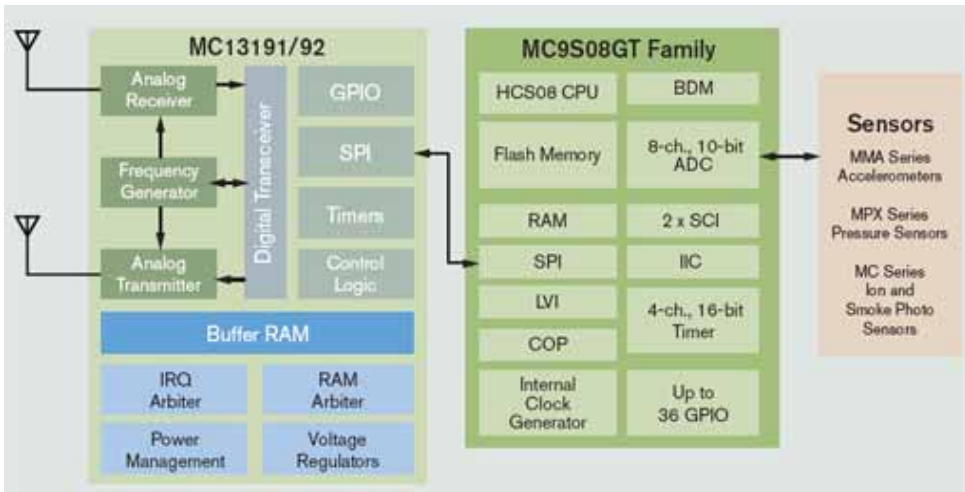 MC13191/92
Analog
Receiver
Frequency
Generator
Analog
Transmitter
Digital Transceiver
GPIO
SPI
Timers
Control
Logic
Buffer RAM
IRQ
Arbiter
RAM
Arbiter
Power
Management
Voltage
Regulators
MC9S08GT Family
HCS08 CPU
BDM
Flash Memory
8-ch., 10-bit
ADC
RAM
2 x SCI
SPI
IIC
LVI
4-ch., 16-bit
Timer
COP
Internal
Clock
Generator
Up to
36 GPIO
Sensors
MMA Series
Accelerometers
MPX Series
Pressure Sensors
MC Series
Ion and
Smoke Photo
Sensors